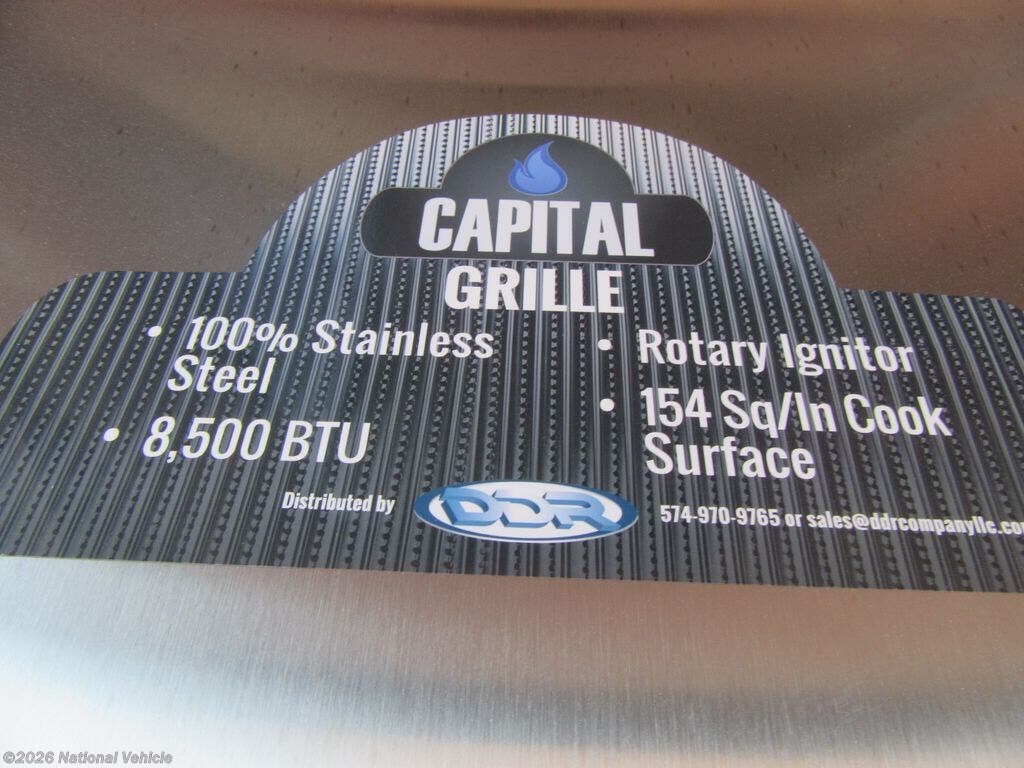 CAPITAL
GRILLE
• 100% Stainless
Steel
• 8,500 BTU
• Rotary Ignitor
• 154 Sq/In Cook
Surface
Distributed by
DDR
574-970-9765 or sales@ddrcompanyllc.co
©2026 National Vehicle